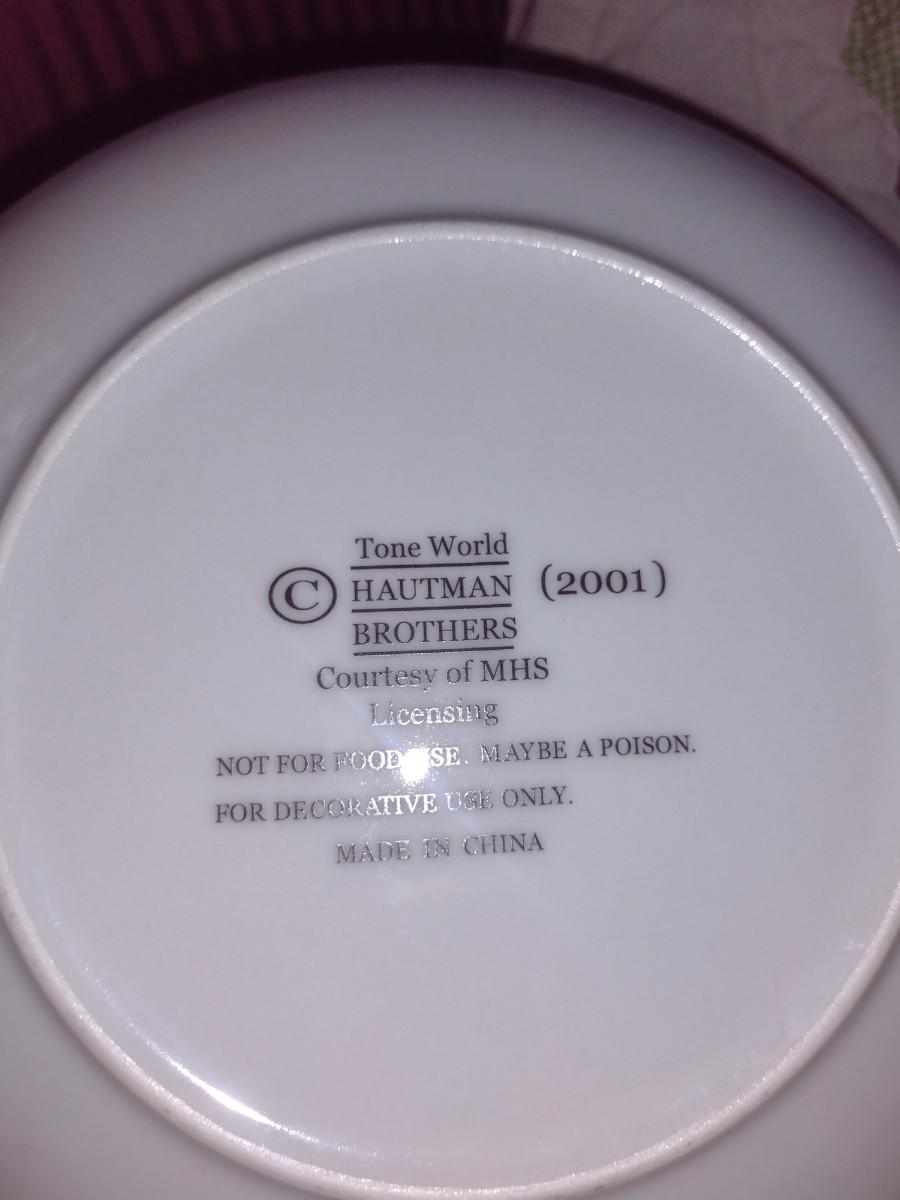 Tone World
© HAUTMAN (2001)
BROTHERS
Courtesy of MHS
Licensing
NOT FOR FOOD USE. MAYBE A POISON.
FOR DECORATIVE USE ONLY.
MADE IN CHINA